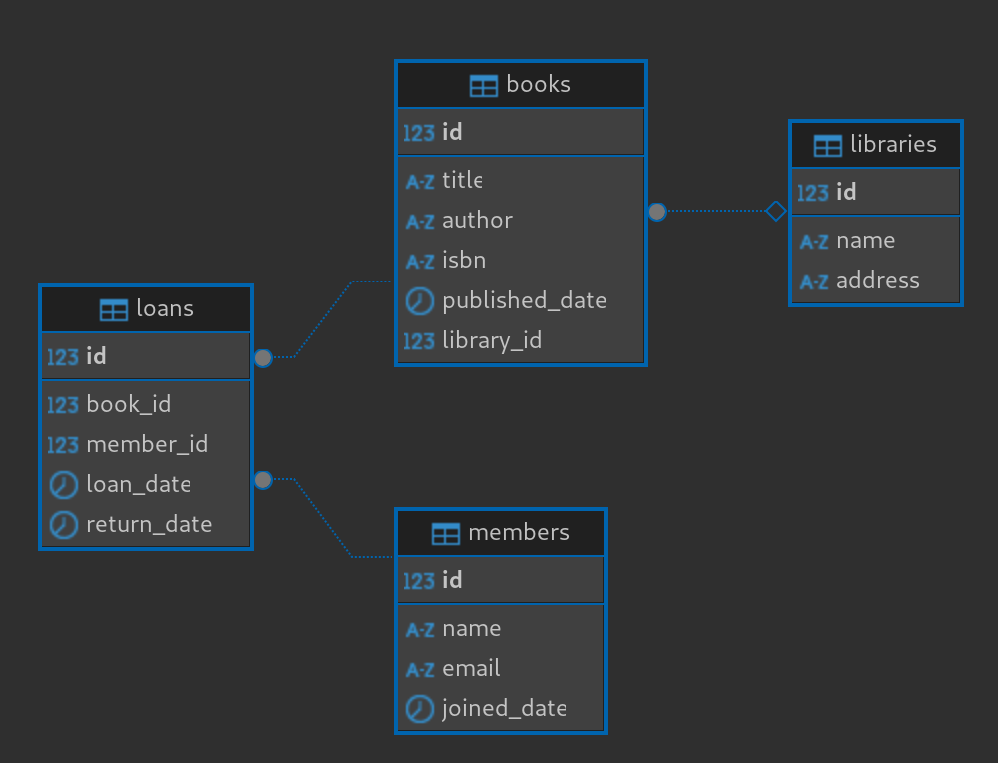 books
123 id
A-Z title
A-Z author
A-Z isbn
published_date
123 library_id
libraries
123 id
A-Z name
A-Z address
loans
123 id
123 book_id
123 member_id
loan_date
return_date
members
123 id
A-Z name
A-Z email
joined_date